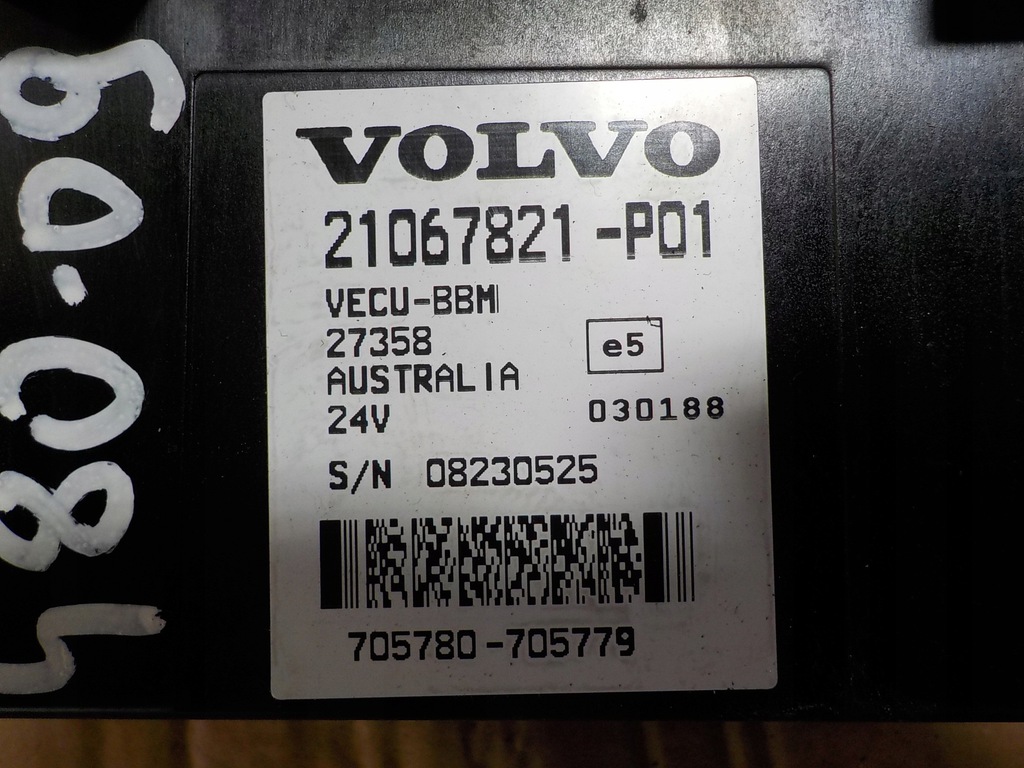 VOLVO
21067821-P01
VECU-BBM
27358
e5
AUSTRALIA
24V
030188
S/N 08230525
705780-705779